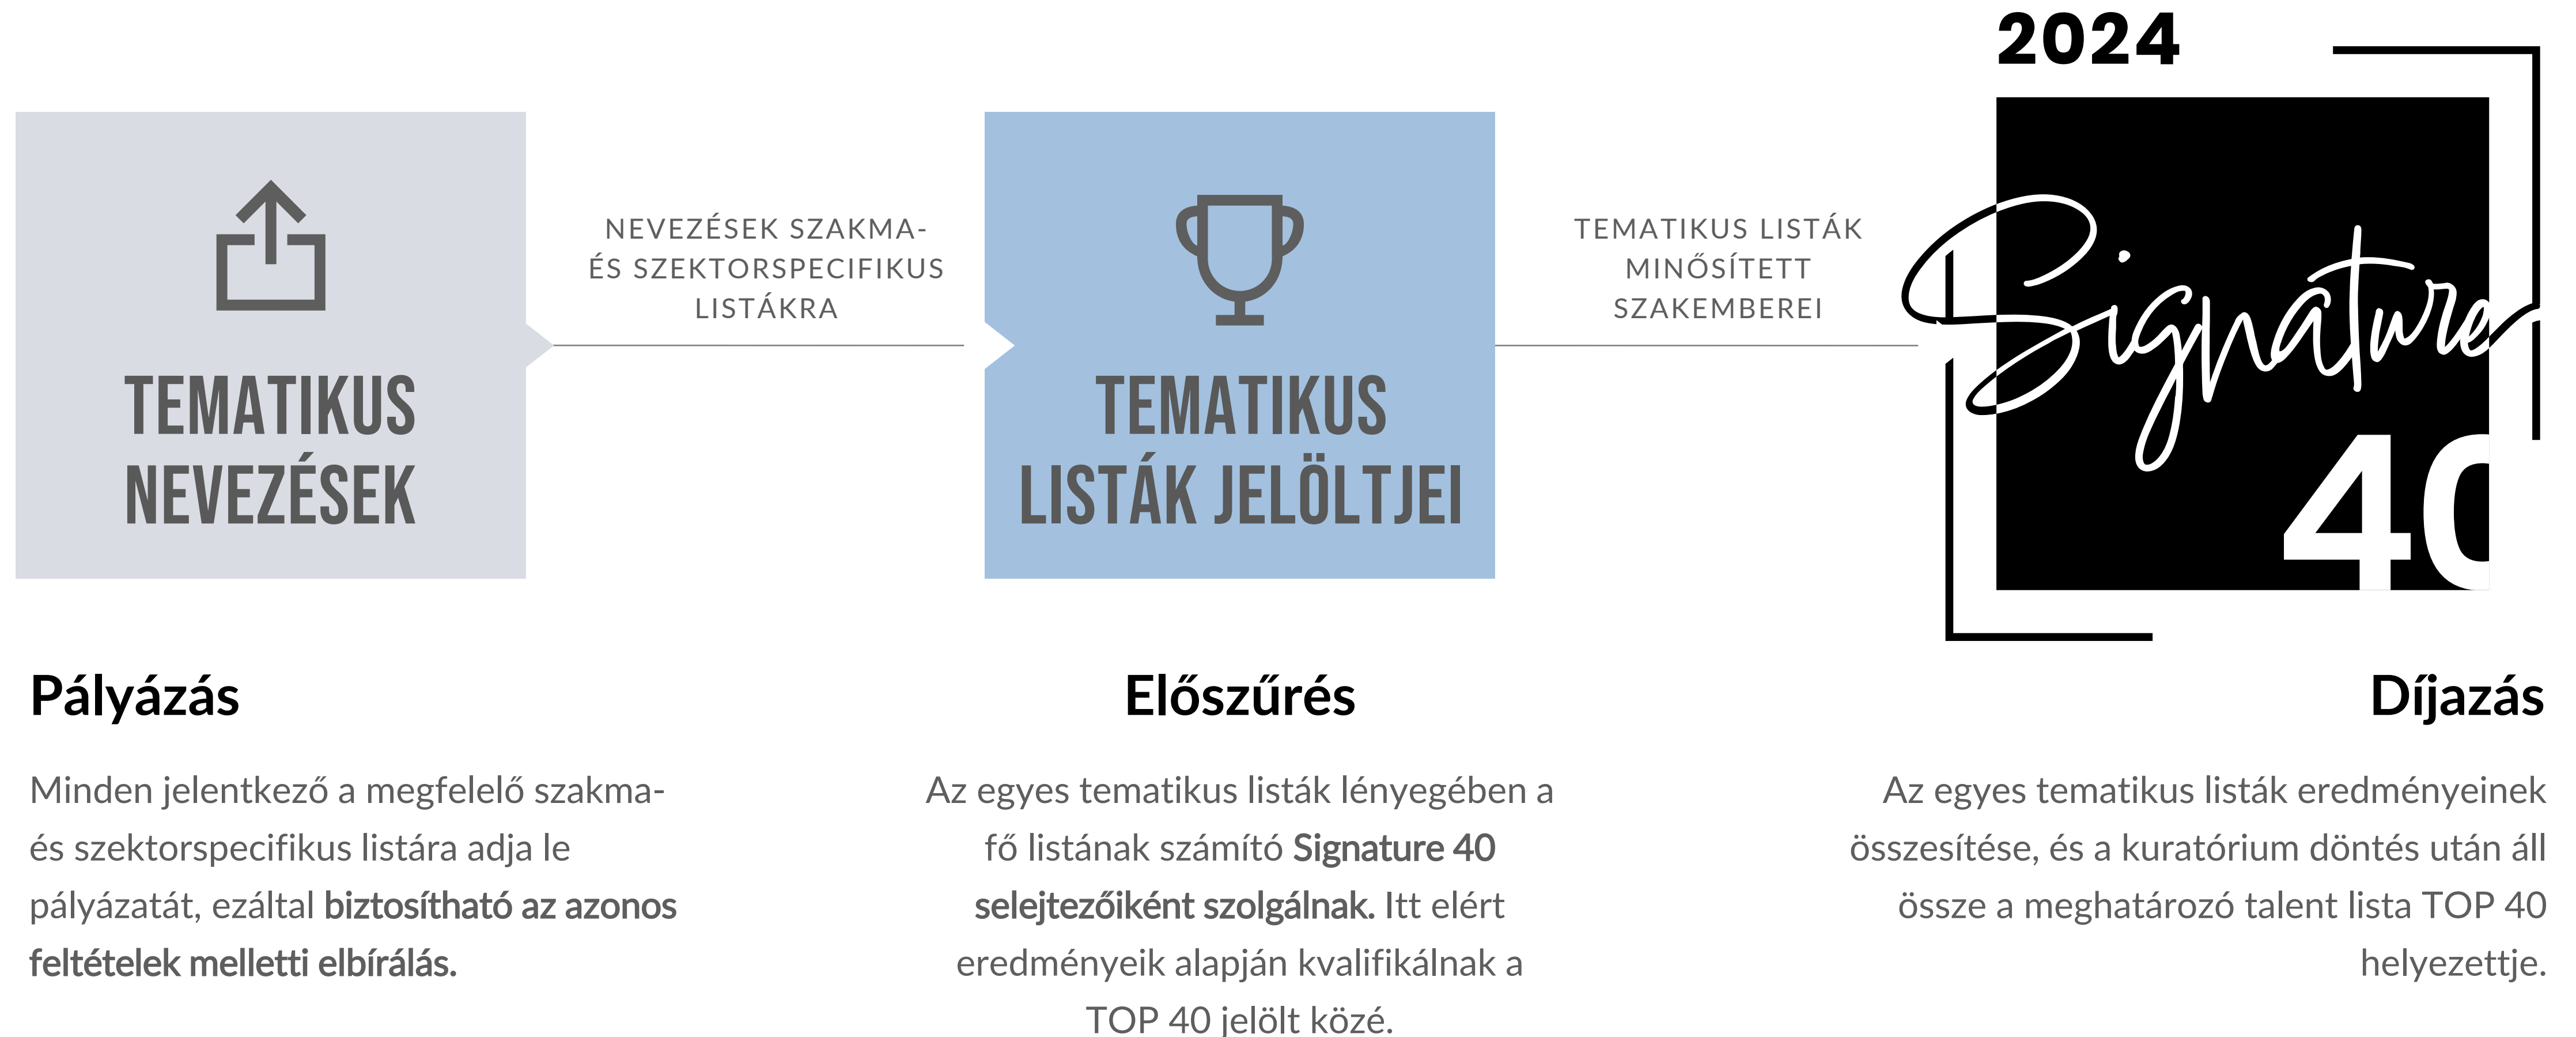 2024
TEMATIKUS
NEVEZÉSEK
NEVEZÉSEK SZAKMA-
ÉS SZEKTORSPECIFIKUS
LISTÁKRA
TEMATIKUS
LISTÁK JELÖLTJEI
TEMATIKUS LISTÁK
MINŐSÍTETT
SZAKEMBEREI
Signature
40
Pályázás
Minden jelentkező a megfelelő szakma-
és szektorspecifikus listára adja le
pályázatát, ezáltal biztosítható az azonos
feltételek melletti elbírálás.
Előszűrés
Az egyes tematikus listák lényegében a
fő listának számító Signature 40
selejtezőiként szolgálnak. Itt elért
eredményeik alapján kvalifikálnak a
TOP 40 jelölt közé.
Díjazás
Az egyes tematikus listák eredményeinek
összesítése, és a kuratórium döntés után áll
össze a meghatározó talent lista TOP 40
helyezettje.